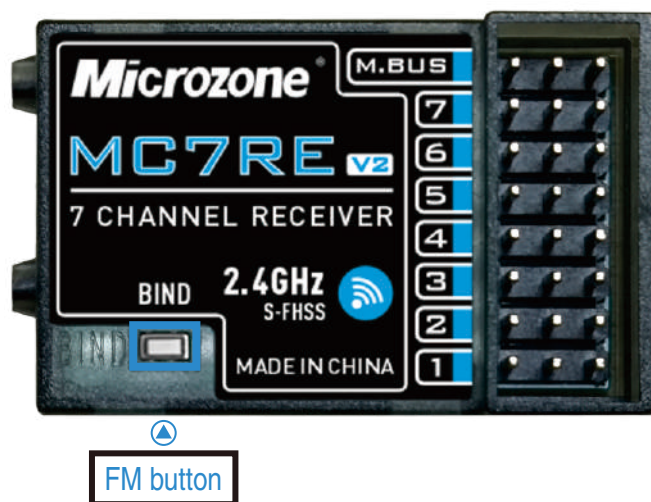 Microzone®
M.BUS
7
MC7RE V2
6
5
7 CHANNEL RECEIVER
4
BIND
2.4GHz
3
S-FHSS
2
BIND
MADE IN CHINA
1
FM button